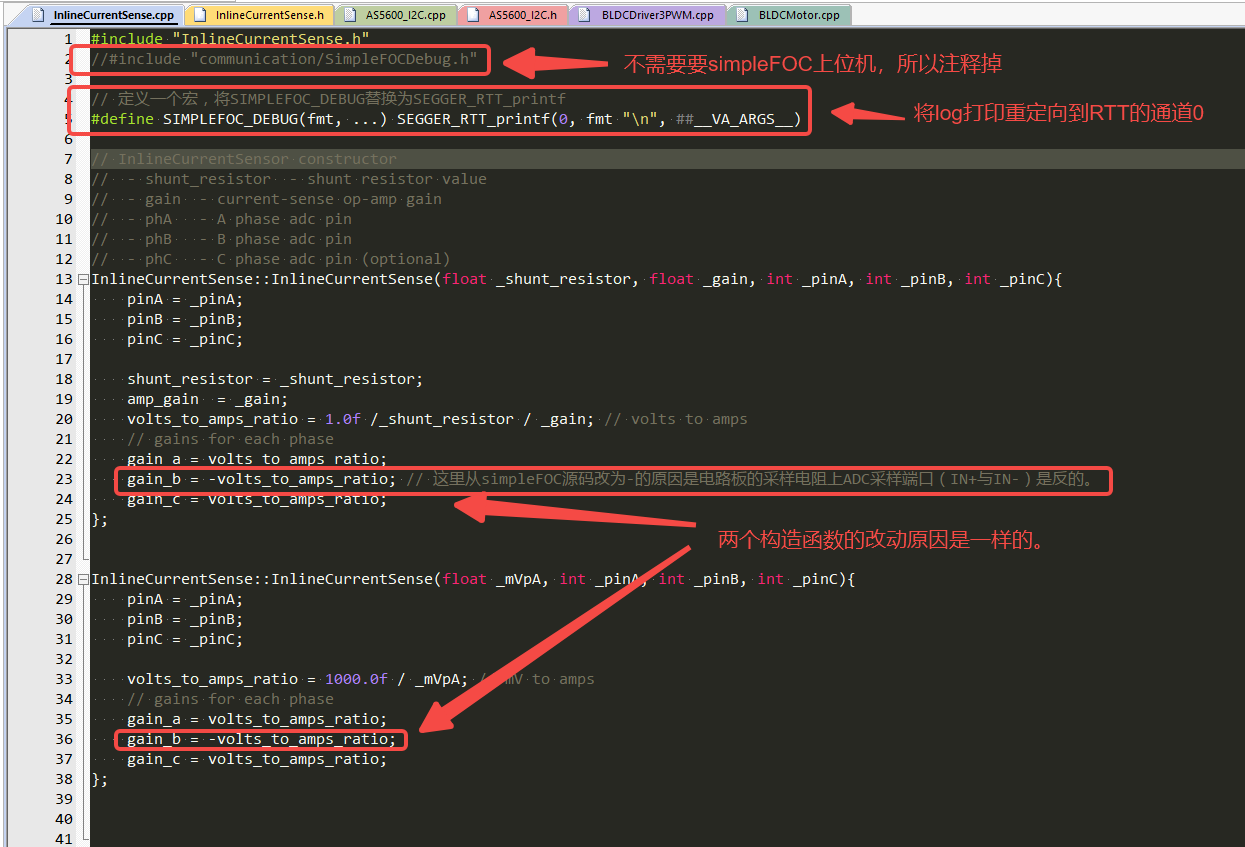 InlineCurrentSense.cpp InlineCurrentSense.h AS5600_I2C.cpp AS5600_I2C.h BLDCDriver3PWM.cpp BLDCMotor.cpp
1 #include "InlineCurrentSense.h"
2 //#include "communication/SimpleFOCDebug.h" 不需要要simpleFOC上位机，所以注释掉
3
4 // 定义一个宏，将SIMPLEFOC_DEBUG替换为SEGGER_RTT_printf
5 #define SIMPLEFOC_DEBUG(fmt, ...) SEGGER_RTT_printf(0, fmt "\n", ##__VA_ARGS__) 将log打印重定向到RTT的通道0
6
7 // InlineCurrentSensor constructor
8 // - shunt_resistor - shunt resistor value
9 // - gain - current-sense op-amp gain
10 // - phA - A phase adc pin
11 // - phB - B phase adc pin
12 // - phC - C phase adc pin (optional)
13 InlineCurrentSense::InlineCurrentSense(float _shunt_resistor, float _gain, int _pinA, int _pinB, int _pinC){
14 pinA = _pinA;
15 pinB = _pinB;
16 pinC = _pinC;
17
18 shunt_resistor = _shunt_resistor;
19 amp_gain = _gain;
20 volts_to_amps_ratio = 1.0f /_shunt_resistor / _gain; // volts to amps
21 // gains for each phase
22 gain_a = volts_to_amps_ratio;
23 gain_b = -volts_to_amps_ratio; // 这里从simpleFOC源码改为-的原因是电路板的采样电阻上ADC采样端口（IN+与IN-）是反的。
24 gain_c = volts_to_amps_ratio;
25 };
26 两个构造函数的改动原因是一样的。
27
28 InlineCurrentSense::InlineCurrentSense(float _mVpA, int _pinA, int _pinB, int _pinC){
29 pinA = _pinA;
30 pinB = _pinB;
31 pinC = _pinC;
32
33 volts_to_amps_ratio = 1000.0f / _mVpA; // mV to amps
34 // gains for each phase
35 gain_a = volts_to_amps_ratio;
36 gain_b = -volts_to_amps_ratio;
37 gain_c = volts_to_amps_ratio;
38 };
39
40
41